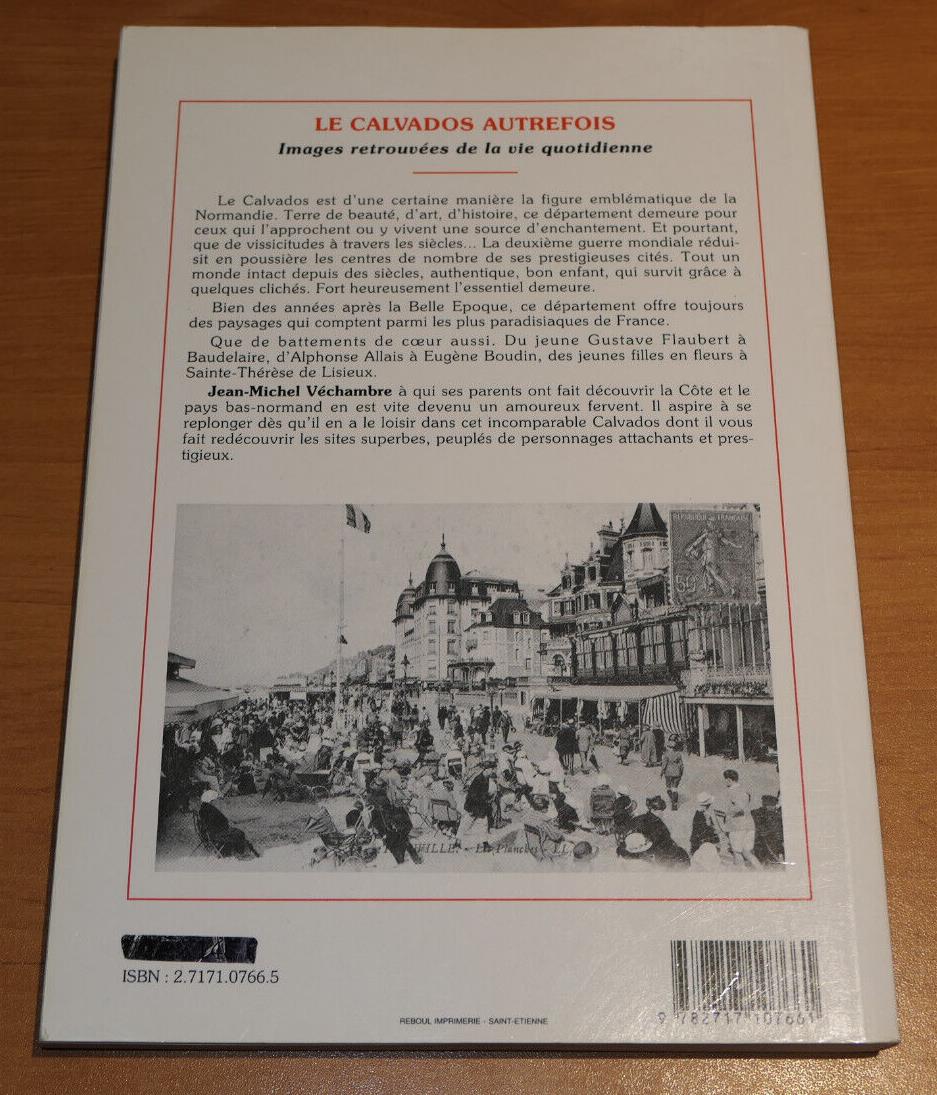 LE CALVADOS AUTREFOIS
Images retrouvées de la vie quotidienne
Le Calvados est d'une certaine manière la figure emblématique de la
Normandie. Terre de beauté, d'art, d'histoire, ce département demeure pour
ceux qui l'approchent ou y vivent une source d'enchantement. Et pourtant,
que de vissicitudes à travers les siècles... La deuxième guerre mondiale rédui-
sit en poussière les centres de nombre de ses prestigieuses cités. Tout un
monde intact depuis des siècles, authentique, bon enfant, qui survit grâce à
quelques clichés. Fort heureusement l'essentiel demeure.
Bien des années après la Belle Epoque, ce département offre toujours
des paysages qui comptent parmi les plus paradisiaques de France.
Que de battements de cœur aussi. Du jeune Gustave Flaubert à
Baudelaire, d'Alphonse Allais à Eugène Boudin, des jeunes filles en fleurs à
Sainte-Thérèse de Lisieux.
Jean-Michel Véchambre à qui ses parents ont fait découvrir la Côte et le
pays bas-normand en est vite devenu un amoureux fervent. Il aspire à se
replonger dès qu'il en a le loisir dans cet incomparable Calvados dont il vous
fait redécouvrir les sites superbes, peuplés de personnages attachants et pres-
tigieux.
REPUBLIQUE FRANÇAISE
Les Planches - LL
ISBN : 2.7171.0766.5
9 782717 107661
REBOUL IMPRIMERIE - SAINT-ETIENNE